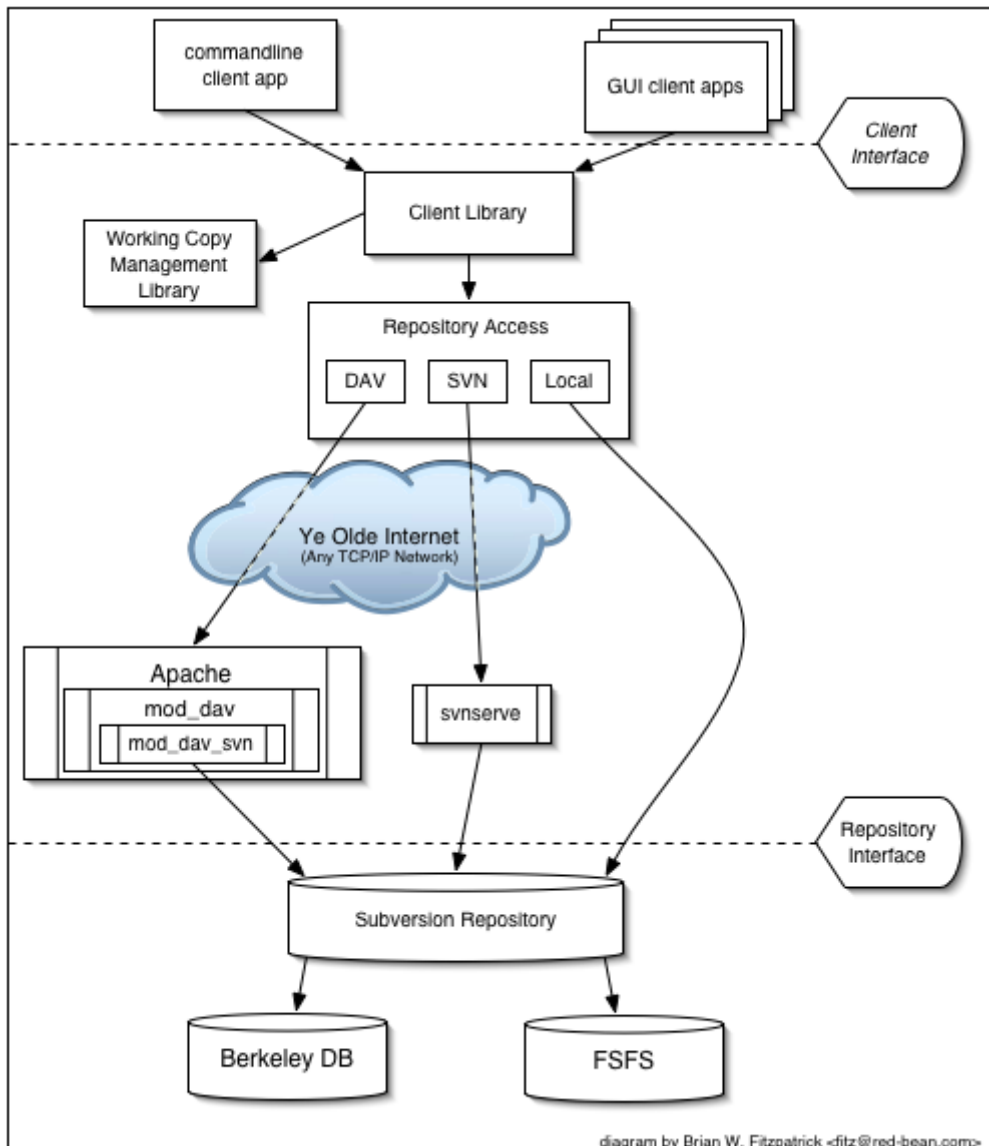 commandline
client app
GUI client apps
Client
Interface
Client Library
Working Copy
Management
Library
Repository Access
DAV
SVN
Local
Ye Olde Internet
(Any TCP/IP Network)
Apache
mod_dav
mod_dav_svn
svnserve
Repository
Interface
Subversion Repository
Berkeley DB
FSFS
diagram by Brian W. Fitzpatrick <fitz@red-bean.com>